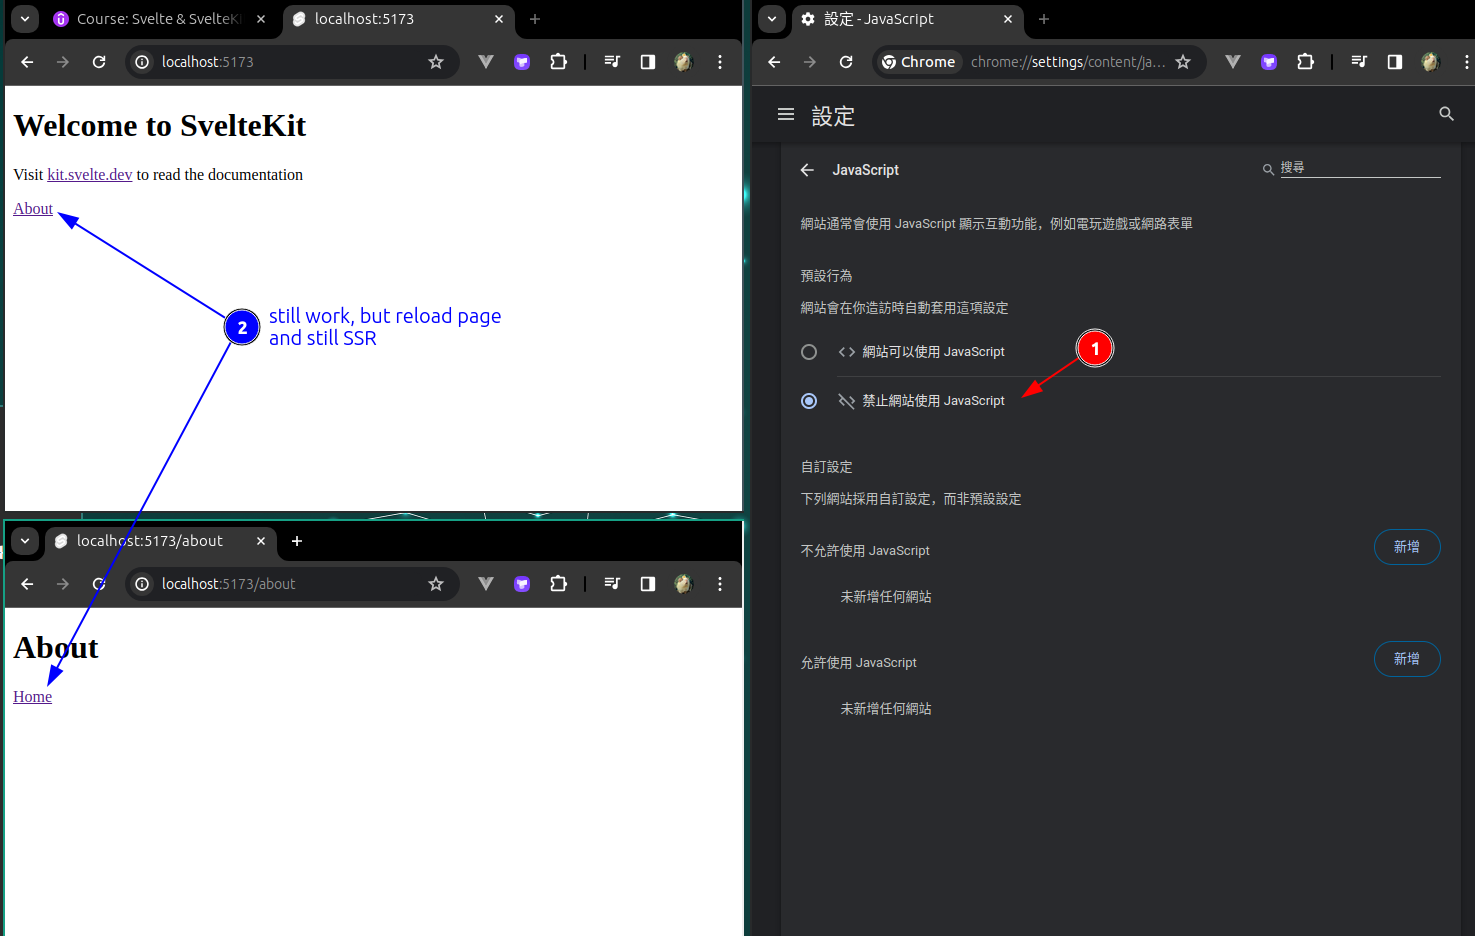 Course: Svelte & SvelteKi
localhost:5173
localhost:5173
Welcome to SvelteKit
Visit kit.svelte.dev to read the documentation
About
2
still work, but reload page
and still SSR
localhost:5173/about
localhost:5173/about
About
Home
設定 - JavaScript
Chrome
chrome://settings/content/ja...
設定
JavaScript
搜尋
網站通常會使用 JavaScript 顯示互動功能，例如電玩遊戲或網路表單
預設行為
網站會在你造訪時自動套用這項設定
網站可以使用 JavaScript
1
禁止網站使用 JavaScript
自訂設定
下列網站採用自訂設定，而非預設設定
不允許使用 JavaScript
新增
未新增任何網站
允許使用 JavaScript
新增
未新增任何網站